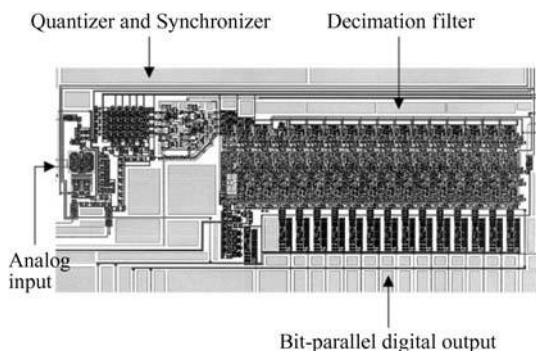 Quantizer and Synchronizer
Decimation filter
Analog
input
Bit-parallel digital output